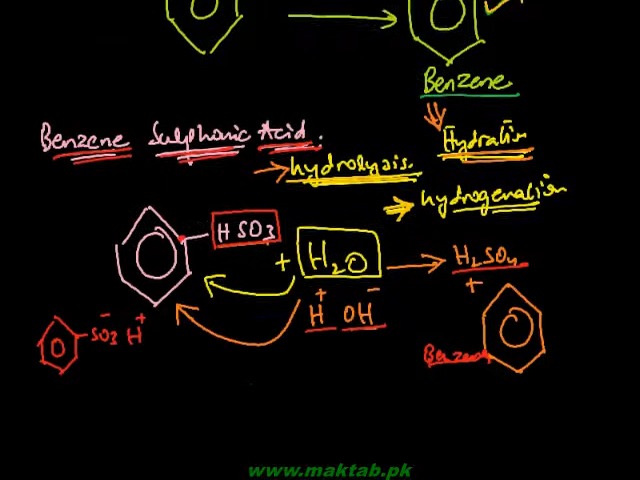 Benzene
Hydration
Benzene Sulphonic Acid.
hydrolysis.
hydrogenation
HSO3
+ H2O
H2SO4
+
H+ OH-
SO3- H+
Benzene
www.maktab.pk